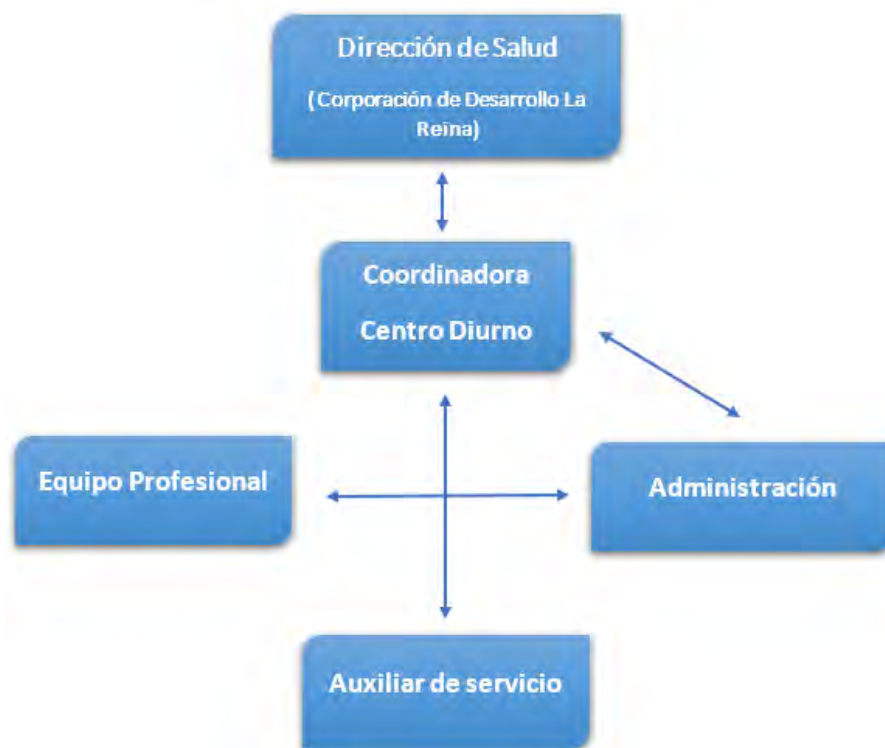 Dirección de Salud
(Corporación de Desarrollo La
Reina)
Coordinadora
Centro Diurno
Equipo Profesional
Administración
Auxiliar de servicio